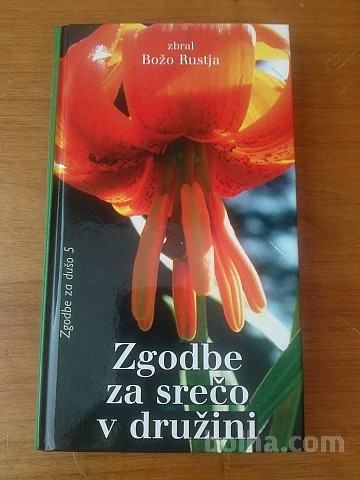 zbral
Božo Rustja
Zgodbe za dušo 5
Zgodbe
za srečo
v družini
bolha.com